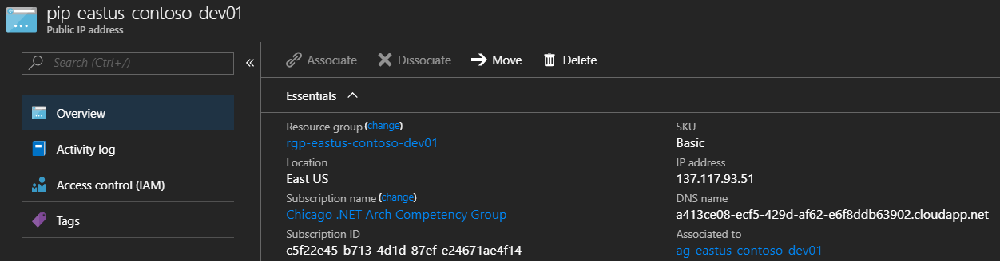 pip-eastus-contoso-dev01
Public IP address
Search (Ctrl+/)
«
Overview
Activity log
Access control (IAM)
Tags
Associate Dissociate Move Delete
Essentials
Resource group (change)
rgp-eastus-contoso-dev01
Location
East US
Subscription name (change)
Chicago .NET Arch Competency Group
Subscription ID
c5f22e45-b713-4d1d-87ef-e24671ae4f14
SKU
Basic
IP address
137.117.93.51
DNS name
a413ce08-ecf5-429d-af62-e6f8ddb63902.cloudapp.net
Associated to
ag-eastus-contoso-dev01